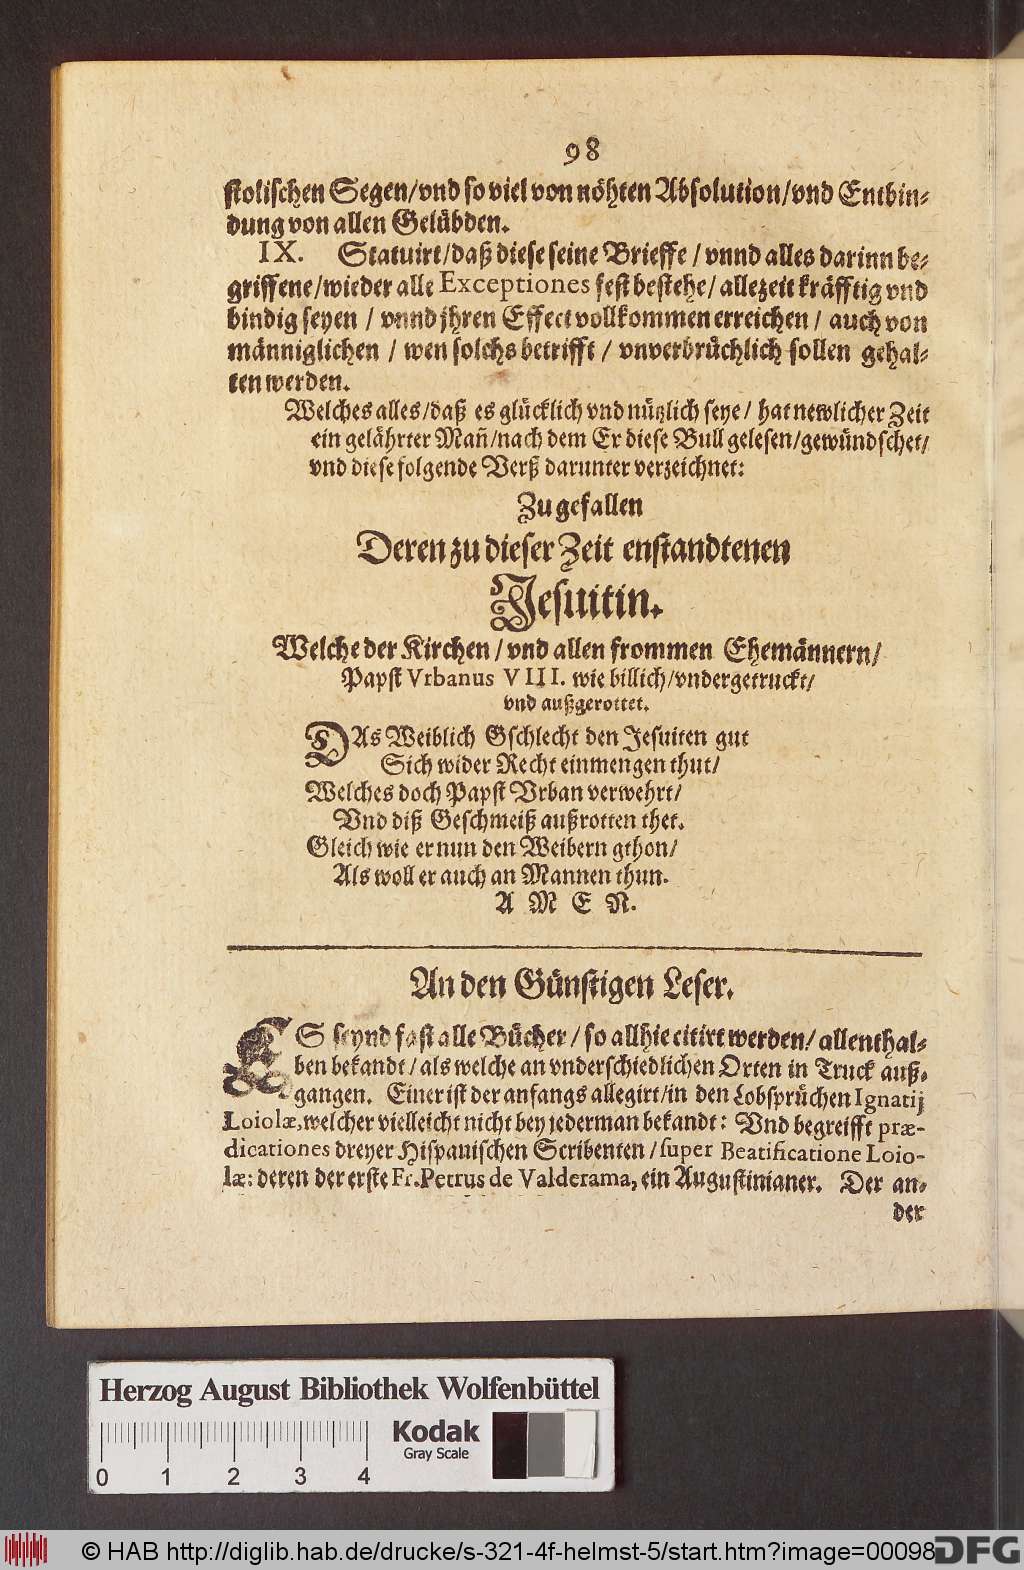 98
stolischen Segen/vnd so viel von nöhten Absolution/vnd Entbin-
dung von allen Gelübden.
IX. Statuirt/daß diese seine Brieffe / vnnd alles darinn be-
griffene/wieder alle Exceptiones fest bestehe/ allezeit kräfftig vnd
bindig seyen / vnnd jhren Effect vollkommen erreichen / auch von
männiglichen / wen solchs betrifft / vnverbrüchlich sollen gehal-
ten werden.
Welches alles/daß es glücklich vnd nützlich seye/ hat newlicher Zeit
ein gelährter Mañ/nach dem Er diese Bull gelesen/gewündschet/
vnd diese folgende Verß darunter verzeichnet:
Zu gefallen
Deren zu dieser Zeit enstandtenen
Jesuitin.
Welche der Kirchen / vnd allen frommen Ehemännern/
Papst Vrbanus VIII. wie billich/vndergetruckt/
vnd außgerottet.
DAs Weiblich Gschlecht den Jesuiten gut
Sich wider Recht einmengen thut/
Welches doch Papst Vrban verwehrt/
Vnd diß Geschmeiß außrotten thet.
Gleich wie er nun den Weibern gthon/
Als woll er auch an Mannen thun.
A M E N.
An den Günstigen Leser.
ES seynd fast alle Bücher / so allhie citirt werden/ allenthal-
ben bekandt / als welche an vnderschiedlichen Orten in Truck auß-
gangen. Einer ist der anfangs allegirt/in den Lobsprüchen Ignatij
Loiolæ,welcher vielleicht nicht bey jederman bekandt: Vnd begreifft præ-
dicationes dreyer Hispanischen Scribenten / super Beatificatione Loio-
læ: deren der erste Fr. Petrus de Valderama, ein Augustinianer. Der an-
der
Herzog August Bibliothek Wolfenbüttel
Kodak
Gray Scale
0 1 2 3 4
© HAB http://diglib.hab.de/drucke/s-321-4f-helmst-5/start.htm?image=00098
DFG